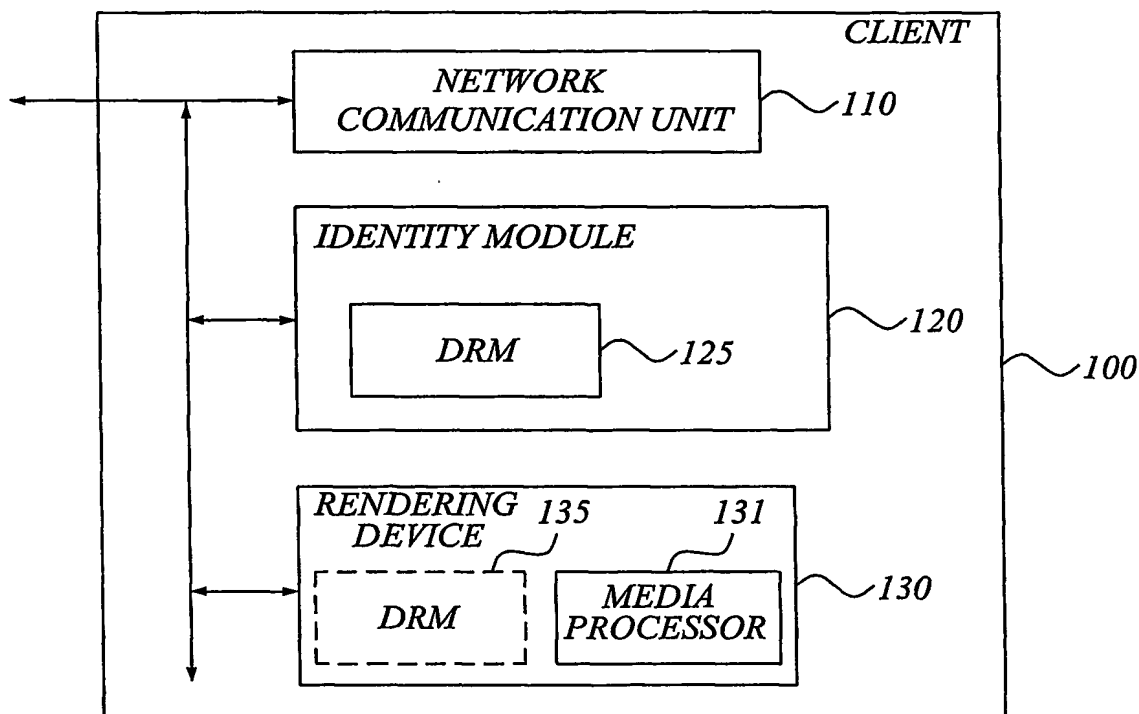 CLIENT
NETWORK
COMMUNICATION UNIT
110
IDENTITY MODULE
DRM
125
120
100
RENDERING
DEVICE
135
131
DRM
MEDIA
PROCESSOR
130